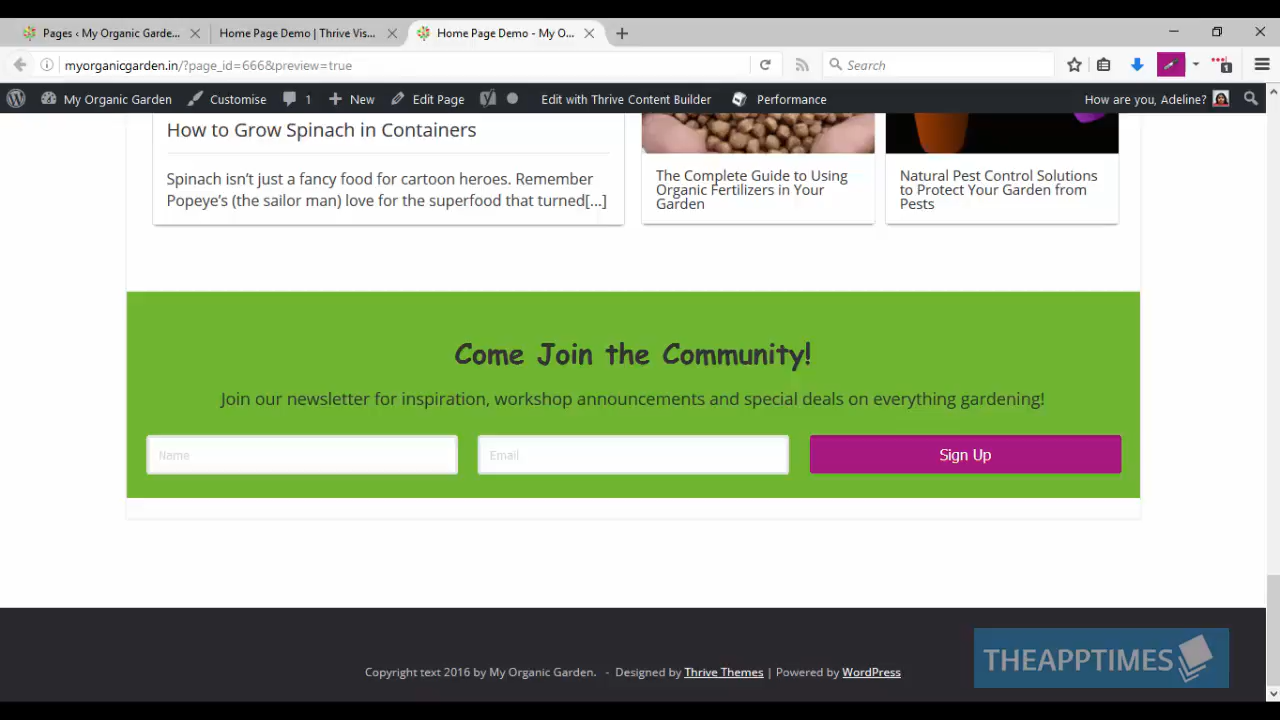 Pages ‹ My Organic Garde...
Home Page Demo | Thrive Vis...
Home Page Demo - My O...
myorganicgarden.in/?page_id=666&preview=true
Search
1
My Organic Garden
Customise
1
New
Edit Page
Edit with Thrive Content Builder
Performance
How are you, Adeline?
How to Grow Spinach in Containers
Spinach isn’t just a fancy food for cartoon heroes. Remember
Popeye’s (the sailor man) love for the superfood that turned[...]
The Complete Guide to Using
Organic Fertilizers in Your
Garden
Natural Pest Control Solutions
to Protect Your Garden from
Pests
Come Join the Community!
Join our newsletter for inspiration, workshop announcements and special deals on everything gardening!
Name
Email
Sign Up
Copyright text 2016 by My Organic Garden. - Designed by Thrive Themes | Powered by WordPress
THEAPPTIMES